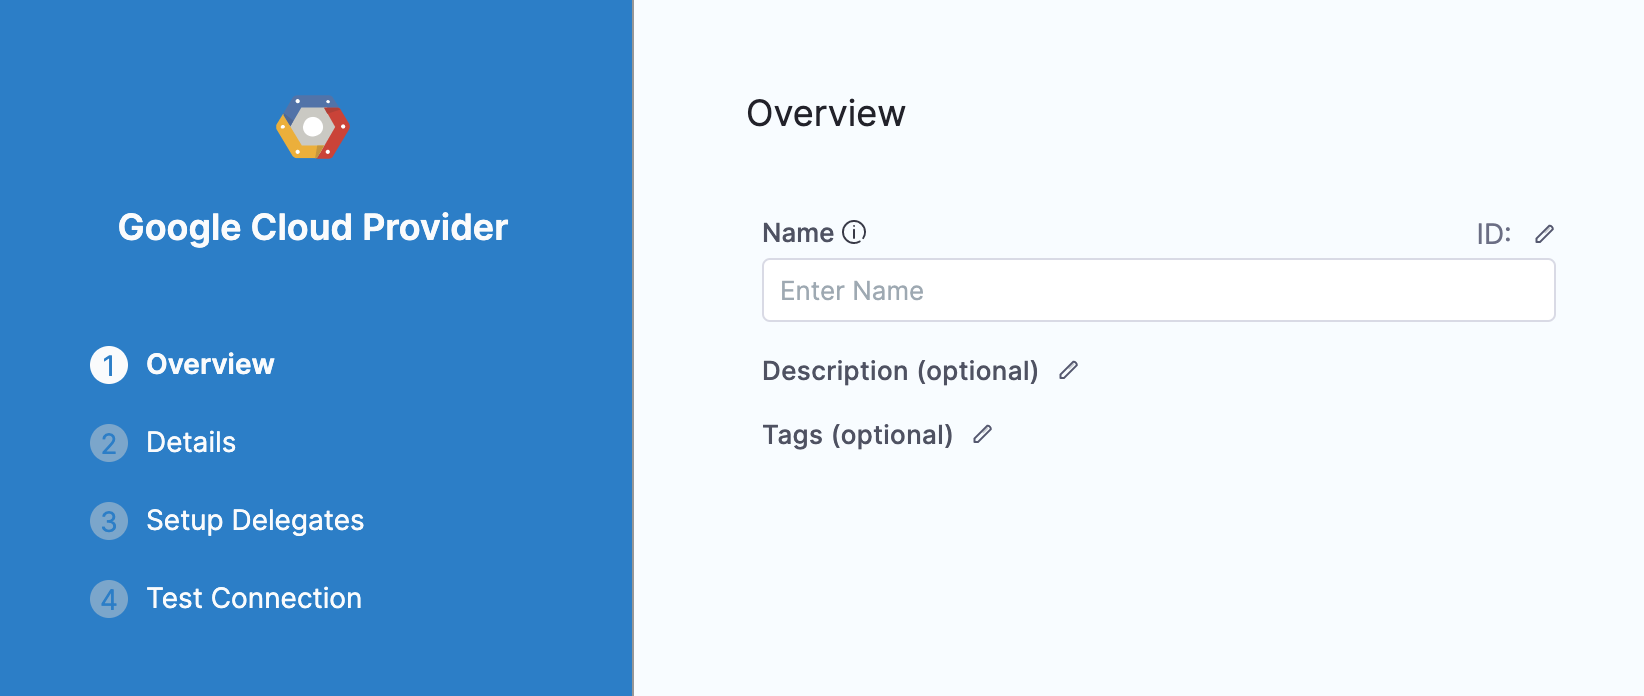 Google Cloud Provider
1 Overview
2 Details
3 Setup Delegates
4 Test Connection
Overview
Name ID:
Enter Name
Description (optional)
Tags (optional)